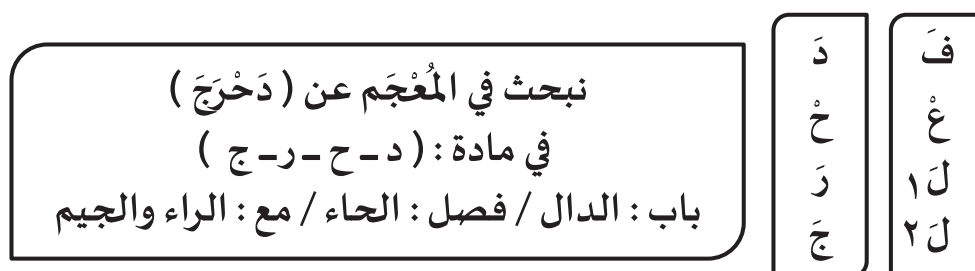 فَ
عْ
لَ ١
لَ ٢
دَ
حْ
رَ
جَ
نبحث في المُعْجَم عن ( دَحْرَجَ )
في مادة : ( د ـ ح ـ ر ـ ج )
باب : الدال / فصل : الحاء / مع : الراء والجيم